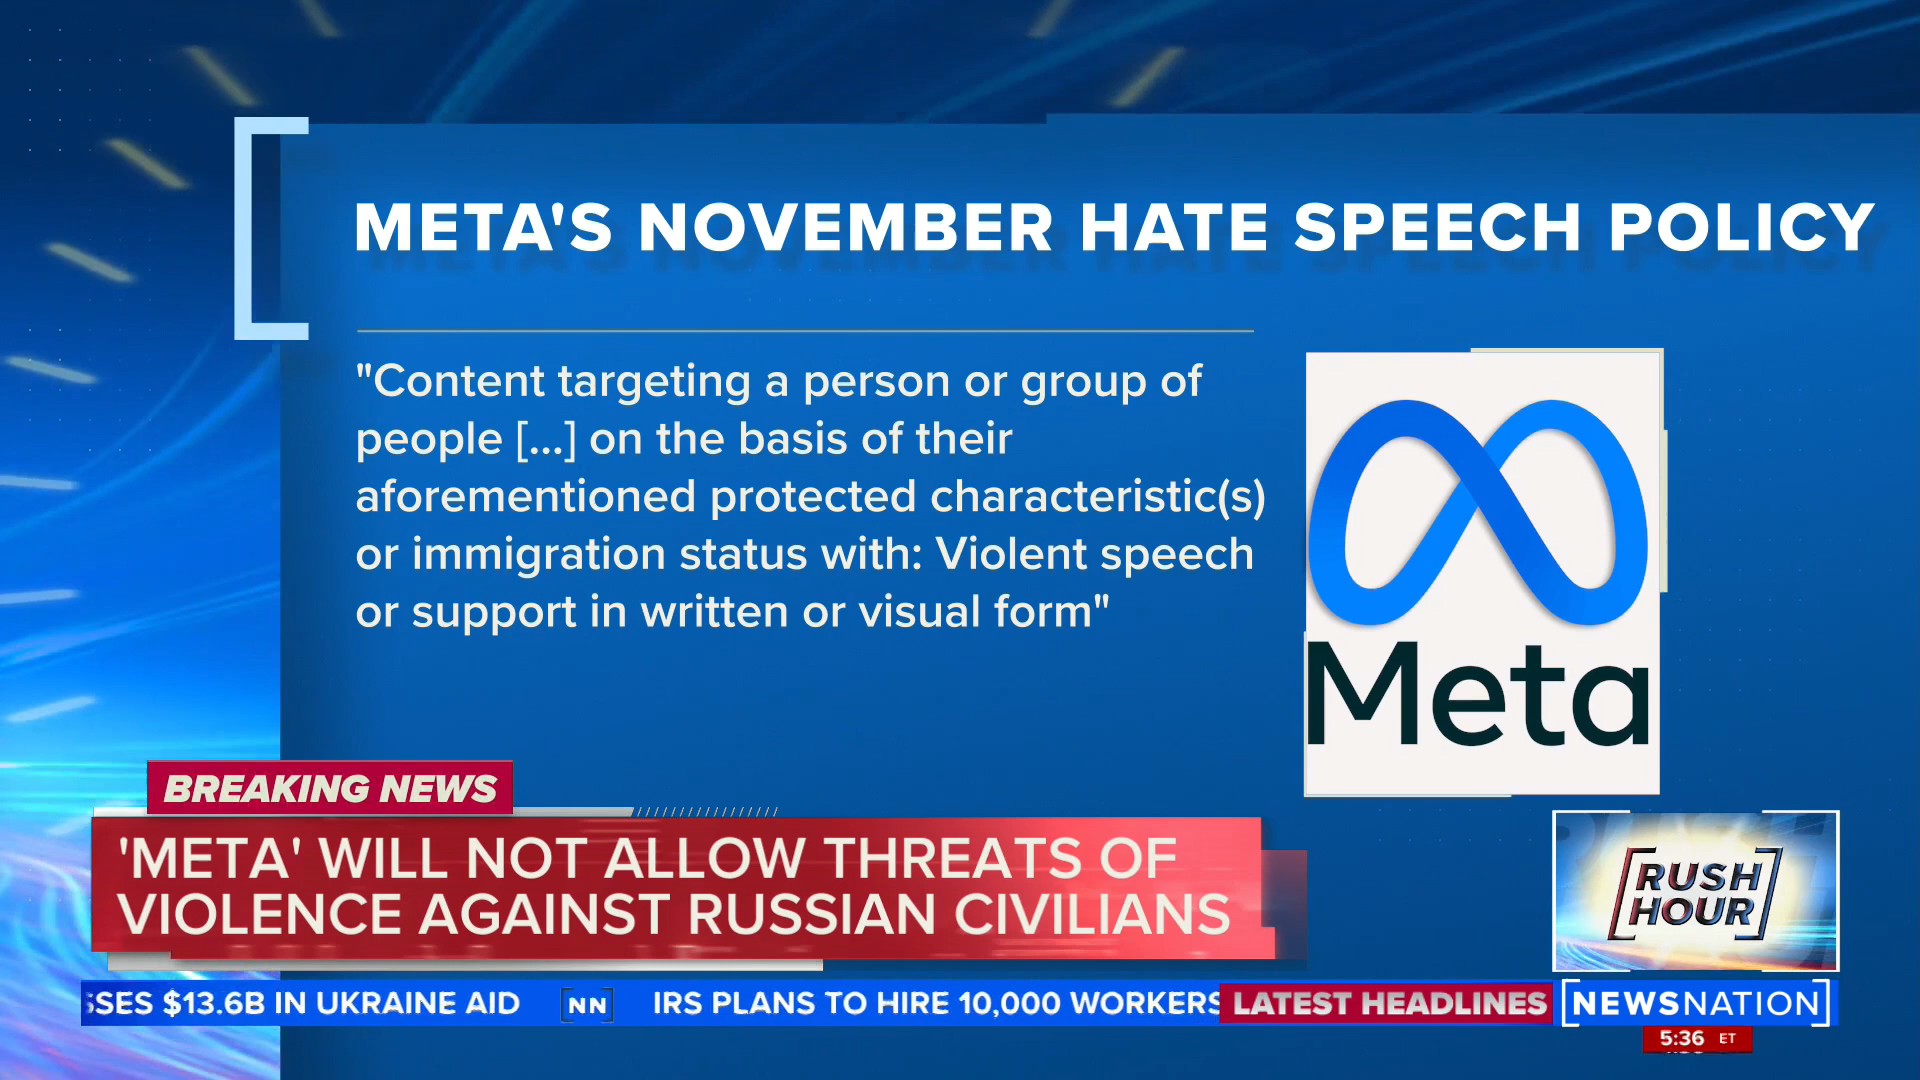 META'S NOVEMBER HATE SPEECH POLICY
"Content targeting a person or group of
people [...] on the basis of their
aforementioned protected characteristic(s)
or immigration status with: Violent speech
or support in written or visual form"
Meta
BREAKING NEWS
'META' WILL NOT ALLOW THREATS OF
VIOLENCE AGAINST RUSSIAN CIVILIANS
[RUSH
HOUR]
$13.6B IN UKRAINE AID [NN] IRS PLANS TO HIRE 10,000 WORKERS
LATEST HEADLINES
[NEWSNATION]
5:36 ET